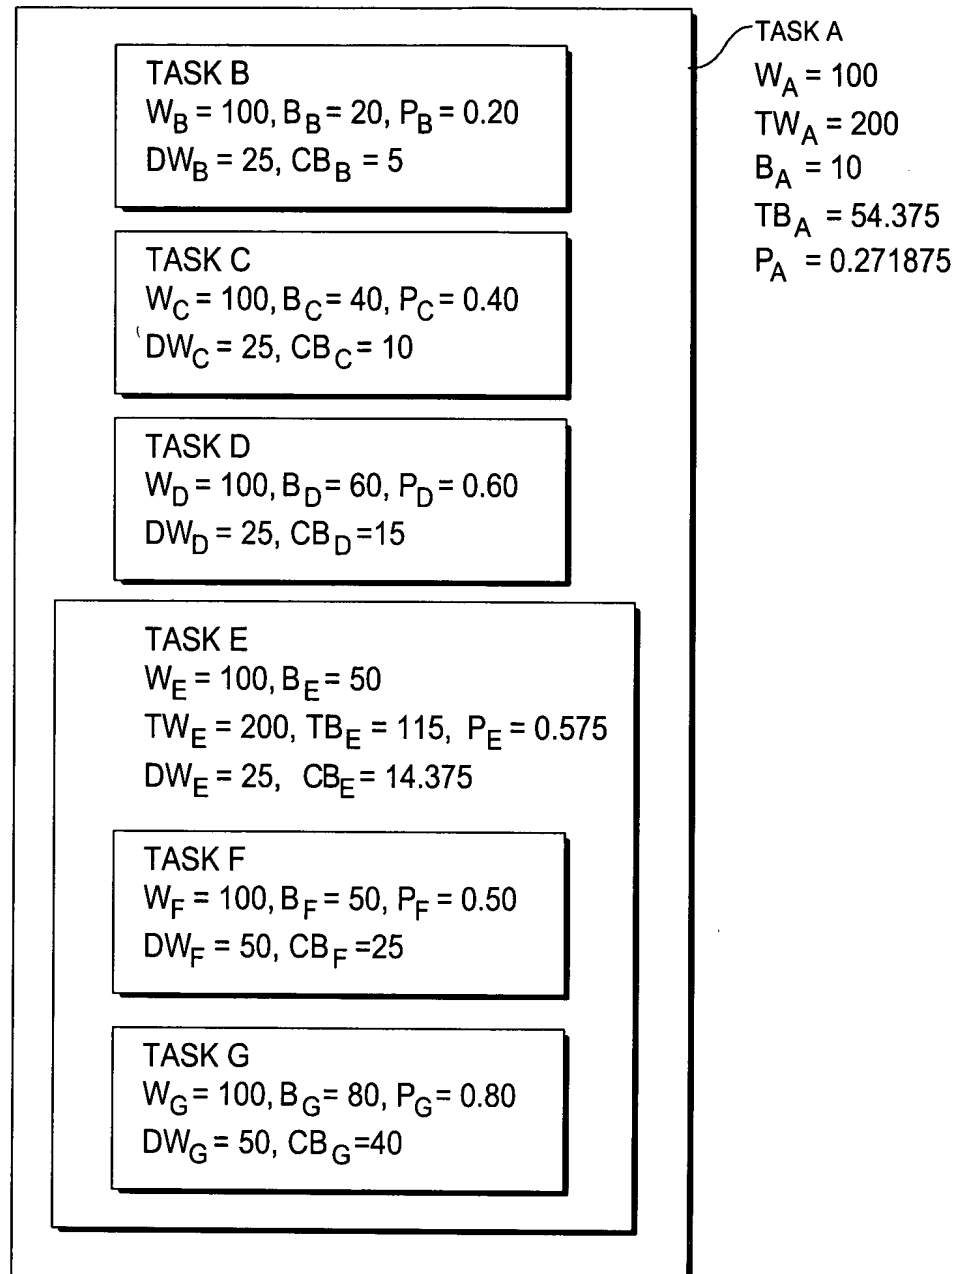 TASK A
W_A = 100
TW_A = 200
B_A = 10
TB_A = 54.375
P_A = 0.271875
TASK B
W_B = 100, B_B = 20, P_B = 0.20
DW_B = 25, CB_B = 5
TASK C
W_C = 100, B_C = 40, P_C = 0.40
DW_C = 25, CB_C = 10
TASK D
W_D = 100, B_D = 60, P_D = 0.60
DW_D = 25, CB_D =15
TASK E
W_E = 100, B_E = 50
TW_E = 200, TB_E = 115, P_E = 0.575
DW_E = 25, CB_E = 14.375
TASK F
W_F = 100, B_F = 50, P_F = 0.50
DW_F = 50, CB_F =25
TASK G
W_G = 100, B_G = 80, P_G = 0.80
DW_G = 50, CB_G =40